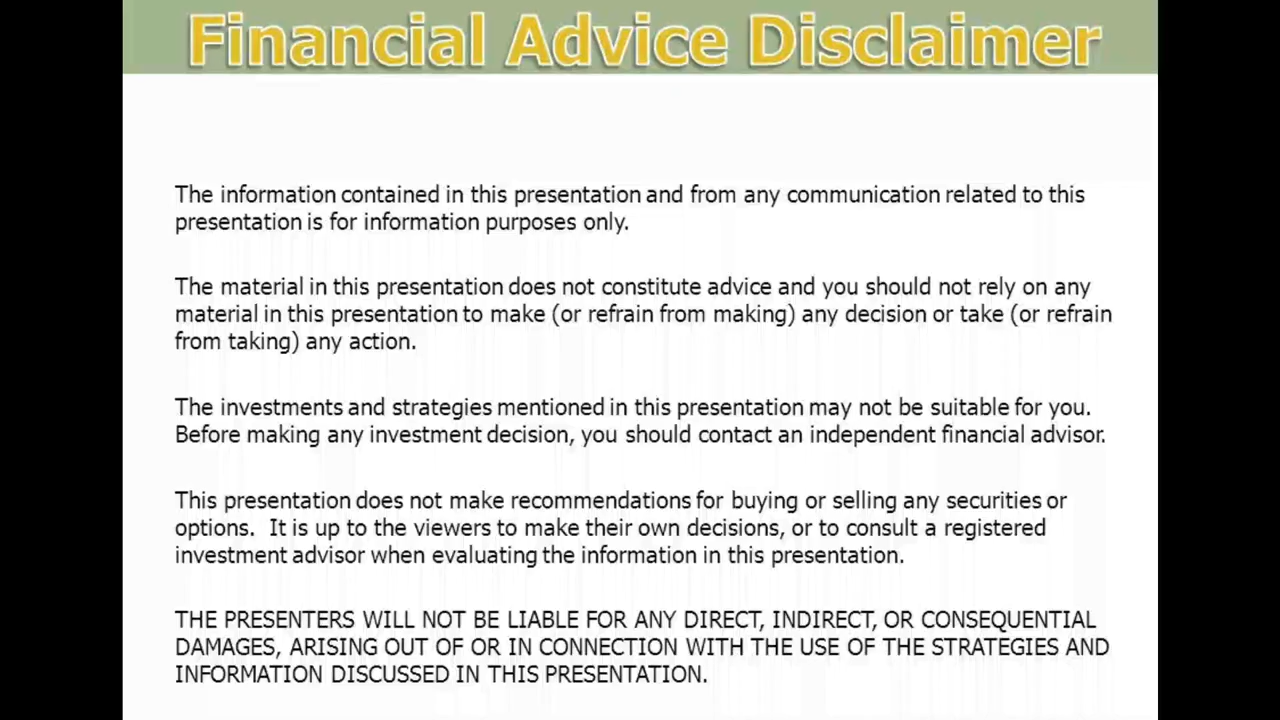 Financial Advice Disclaimer
The information contained in this presentation and from any communication related to this
presentation is for information purposes only.
The material in this presentation does not constitute advice and you should not rely on any
material in this presentation to make (or refrain from making) any decision or take (or refrain
from taking) any action.
The investments and strategies mentioned in this presentation may not be suitable for you.
Before making any investment decision, you should contact an independent financial advisor.
This presentation does not make recommendations for buying or selling any securities or
options.  It is up to the viewers to make their own decisions, or to consult a registered
investment advisor when evaluating the information in this presentation.
THE PRESENTERS WILL NOT BE LIABLE FOR ANY DIRECT, INDIRECT, OR CONSEQUENTIAL
DAMAGES, ARISING OUT OF OR IN CONNECTION WITH THE USE OF THE STRATEGIES AND
INFORMATION DISCUSSED IN THIS PRESENTATION.